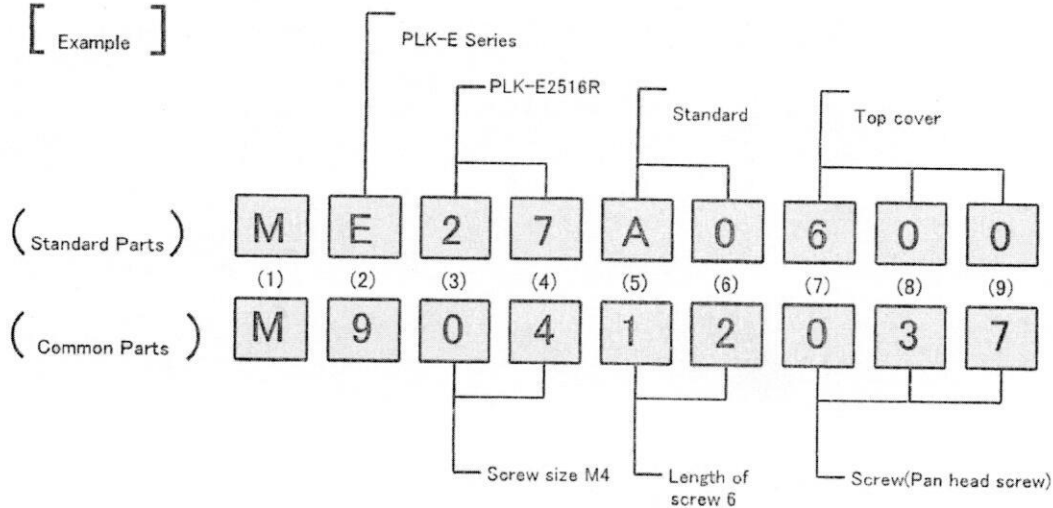 [ Example ]
PLK-E Series
PLK-E2516R
Standard
Top cover
( Standard Parts ) M E 2 7 A 0 6 0 0
(1) (2) (3) (4) (5) (6) (7) (8) (9)
( Common Parts ) M 9 0 4 1 2 0 3 7
Screw size M4
Length of
screw 6
Screw(Pan head screw)